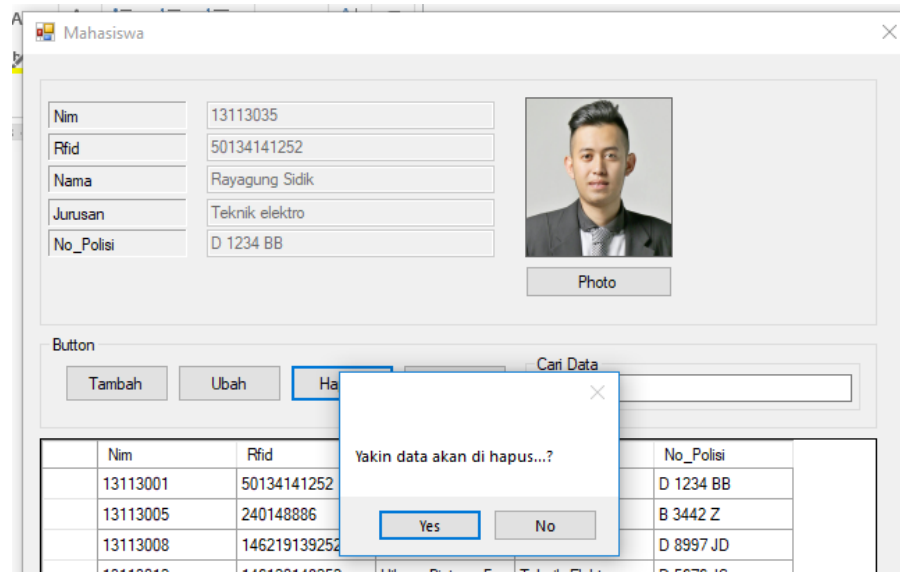 Mahasiswa
Nim 13113035
Rfid 50134141252
Nama Rayagung Sidik
Jurusan Teknik elektro
No_Polisi D 1234 BB
Photo
Button
Cari Data
Tambah Ubah
Yakin data akan di hapus...?
Yes No
Nim Rfid No_Polisi
13113001 50134141252 D 1234 BB
13113005 240148886 B 3442 Z
13113008 146219139252 D 8997 JD